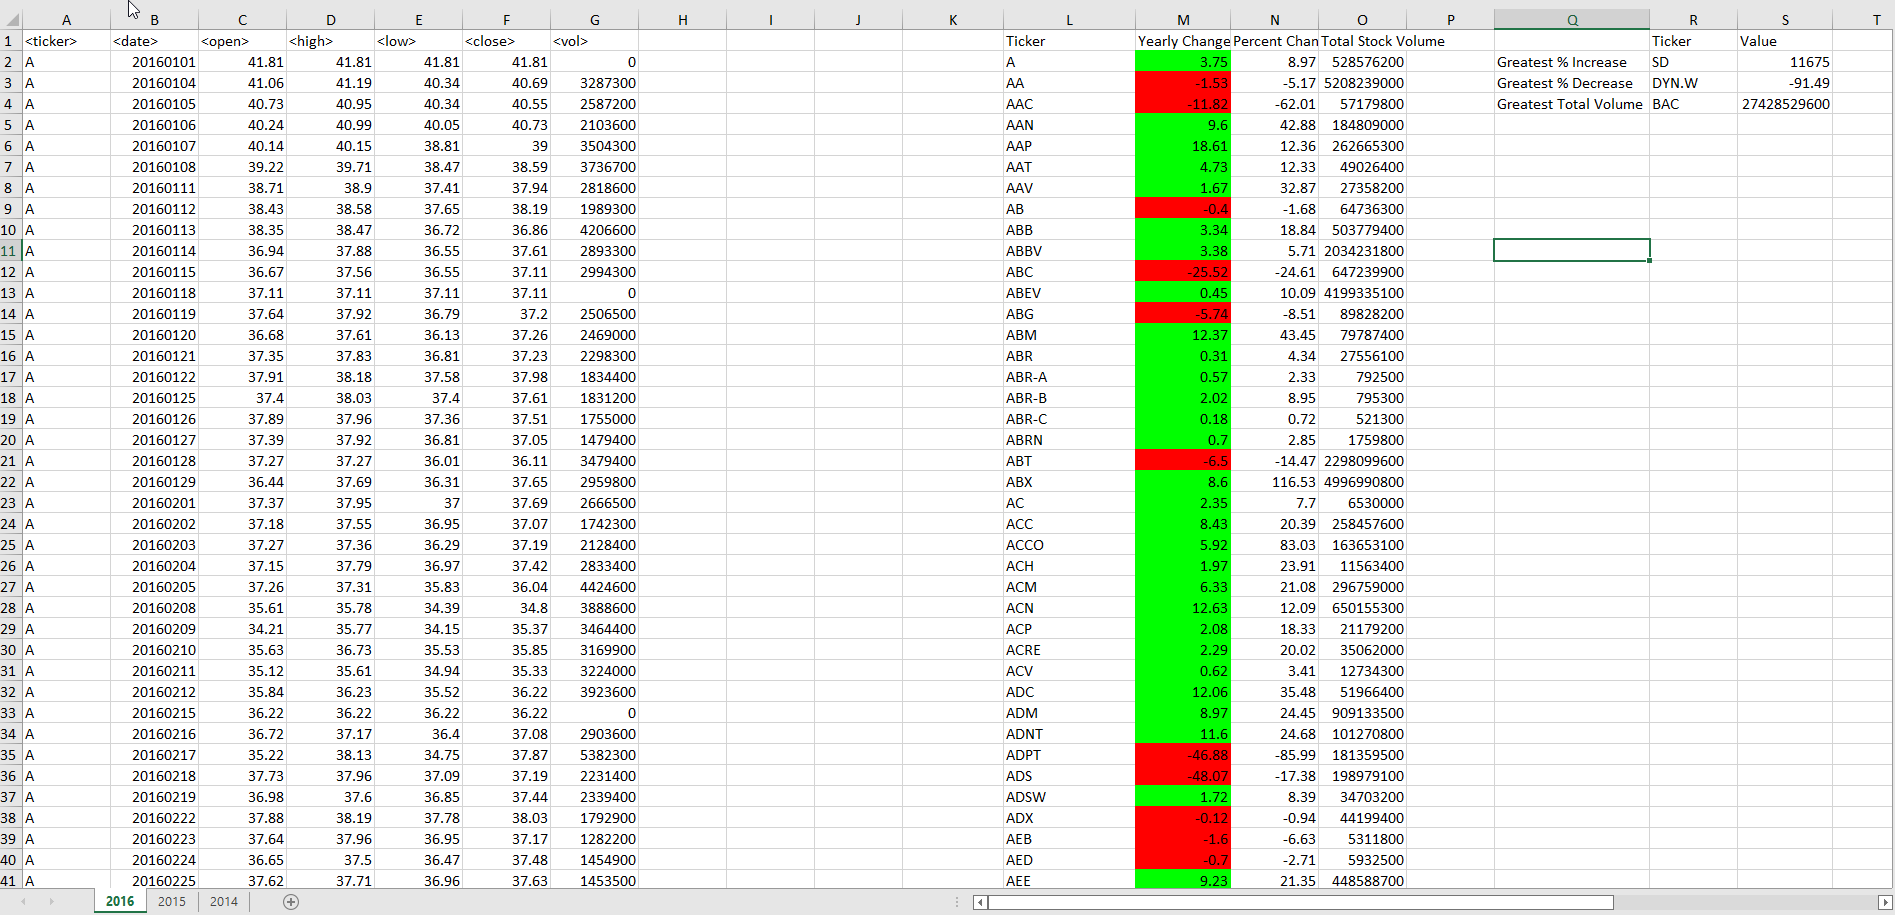 A B C D E F G H I J K L M N O P Q R S T
1 <ticker> <date> <open> <high> <low> <close> <vol> Ticker Yearly Change Percent Chan Total Stock Volume Ticker Value
2 A 20160101 41.81 41.81 41.81 41.81 0 A 3.75 8.97 528576200 Greatest % Increase SD 11675
3 A 20160104 41.06 41.19 40.34 40.69 3287300 AA -1.53 -5.17 5208239000 Greatest % Decrease DYN.W -91.49
4 A 20160105 40.73 40.95 40.34 40.55 2587200 AAC -11.82 -62.01 57179800 Greatest Total Volume BAC 27428529600
5 A 20160106 40.24 40.99 40.05 40.73 2103600 AAN 9.6 42.88 184809000
6 A 20160107 40.14 40.15 38.81 39 3504300 AAP 18.61 12.36 262665300
7 A 20160108 39.22 39.71 38.47 38.59 3736700 AAT 4.73 12.33 49026400
8 A 20160111 38.71 38.9 37.41 37.94 2818600 AAV 1.67 32.87 27358200
9 A 20160112 38.43 38.58 37.65 38.19 1989300 AB -0.4 -1.68 64736300
10 A 20160113 38.35 38.47 36.72 36.86 4206600 ABB 3.34 18.84 503779400
11 A 20160114 36.94 37.88 36.55 37.61 2893300 ABBV 3.38 5.71 2034231800
12 A 20160115 36.67 37.56 36.55 37.11 2994300 ABC -25.52 -24.61 647239900
13 A 20160118 37.11 37.11 37.11 37.11 0 ABEV 0.45 10.09 4199335100
14 A 20160119 37.64 37.92 36.79 37.2 2506500 ABG -5.74 -8.51 89828200
15 A 20160120 36.68 37.61 36.13 37.26 2469000 ABM 12.37 43.45 79787400
16 A 20160121 37.35 37.83 36.81 37.23 2298300 ABR 0.31 4.34 27556100
17 A 20160122 37.91 38.18 37.58 37.98 1834400 ABR-A 0.57 2.33 792500
18 A 20160125 37.4 38.03 37.4 37.61 1831200 ABR-B 2.02 8.95 795300
19 A 20160126 37.89 37.96 37.36 37.51 1755000 ABR-C 0.18 0.72 521300
20 A 20160127 37.39 37.92 36.81 37.05 1479400 ABRN 0.7 2.85 1759800
21 A 20160128 37.27 37.27 36.01 36.11 3479400 ABT -6.5 -14.47 2298099600
22 A 20160129 36.44 37.69 36.31 37.65 2959800 ABX 8.6 116.53 4996990800
23 A 20160201 37.37 37.95 37 37.69 2666500 AC 2.35 7.7 6530000
24 A 20160202 37.18 37.55 36.95 37.07 1742300 ACC 8.43 20.39 258457600
25 A 20160203 37.27 37.36 36.29 37.19 2128400 ACCO 5.92 83.03 163653100
26 A 20160204 37.15 37.79 36.97 37.42 2833400 ACH 1.97 23.91 11563400
27 A 20160205 37.26 37.31 35.83 36.04 4424600 ACM 6.33 21.08 296759000
28 A 20160208 35.61 35.78 34.39 34.8 3888600 ACN 12.63 12.09 650155300
29 A 20160209 34.21 35.77 34.15 35.37 3464400 ACP 2.08 18.33 21179200
30 A 20160210 35.63 36.73 35.53 35.85 3169900 ACRE 2.29 20.02 35062000
31 A 20160211 35.12 35.61 34.94 35.33 3224000 ACV 0.62 3.41 12734300
32 A 20160212 35.84 36.23 35.52 36.22 3923600 ADC 12.06 35.48 51966400
33 A 20160215 36.22 36.22 36.22 36.22 0 ADM 8.97 24.45 909133500
34 A 20160216 36.72 37.17 36.4 37.08 2903600 ADNT 11.6 24.68 101270800
35 A 20160217 35.22 38.13 34.75 37.87 5382300 ADPT -46.88 -85.99 181359500
36 A 20160218 37.73 37.96 37.09 37.19 2231400 ADS -48.07 -17.38 198979100
37 A 20160219 36.98 37.6 36.85 37.44 2339400 ADSW 1.72 8.39 34703200
38 A 20160222 37.88 38.19 37.78 38.03 1792900 ADX -0.12 -0.94 44199400
39 A 20160223 37.64 37.96 36.95 37.17 1282200 AEB -1.6 -6.63 5311800
40 A 20160224 36.65 37.5 36.47 37.48 1454900 AED -0.7 -2.71 5932500
41 A 20160225 37.62 37.71 36.96 37.63 1453500 AEE 9.23 21.35 448588700
2016 2015 2014